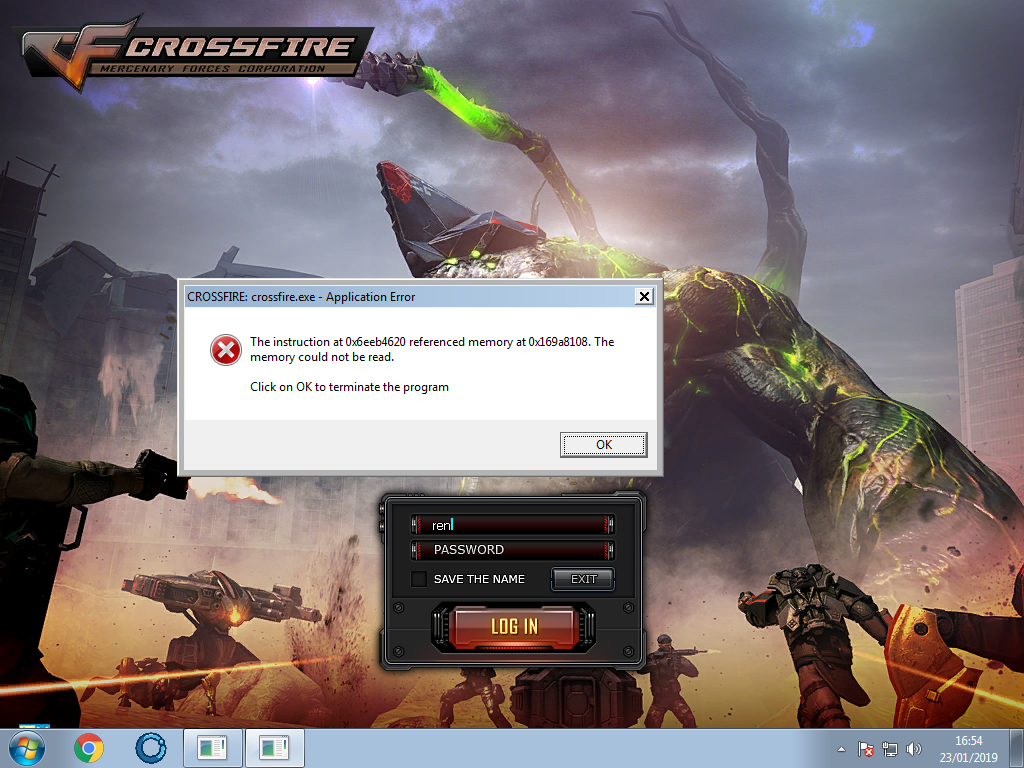 CROSSFIRE
MERCENARY FORCES CORPORATION
CROSSFIRE: crossfire.exe - Application Error
The instruction at 0x6eeb4620 referenced memory at 0x169a8108. The
memory could not be read.
Click on OK to terminate the program
OK
ren
PASSWORD
SAVE THE NAME
EXIT
LOG IN
16:54
23/01/2019